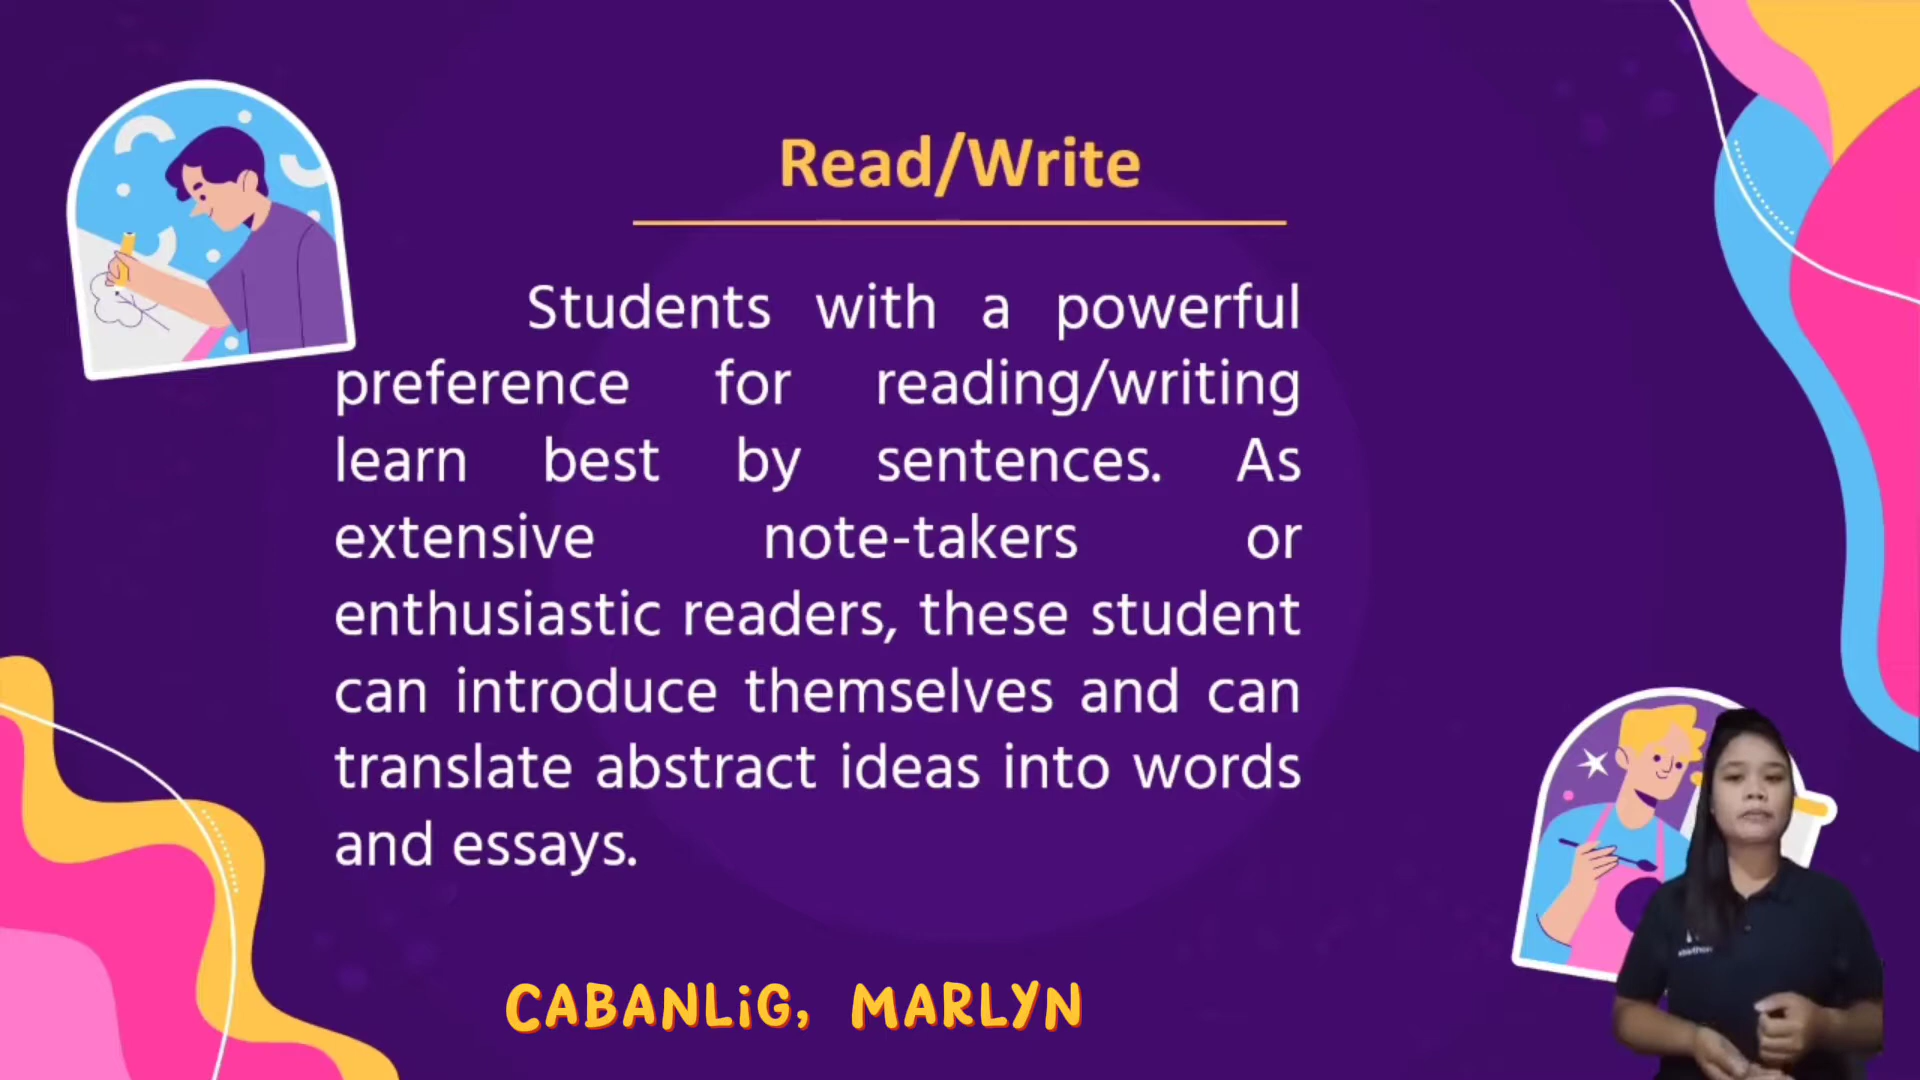 Read/Write
Students with a powerful
preference for reading/writing
learn best by sentences. As
extensive note-takers or
enthusiastic readers, these student
can introduce themselves and can
translate abstract ideas into words
and essays.
CABANLiG, MARLYN